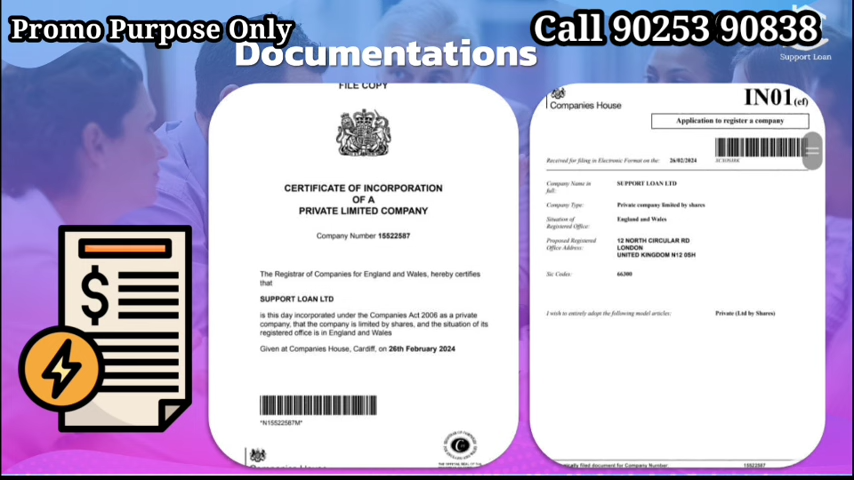 Promo Purpose Only
Call 90253 90838
Documentations
Support Loan
FILE COPY
CERTIFICATE OF INCORPORATION
OF A
PRIVATE LIMITED COMPANY
Company Number 15522587
The Registrar of Companies for England and Wales, hereby certifies
that
SUPPORT LOAN LTD
is this day incorporated under the Companies Act 2006 as a private
company, that the company is limited by shares, and the situation of its
registered office is in England and Wales
Given at Companies House, Cardiff, on 26th February 2024
*N15522587M*
Companies House
IN01(ef)
Application to register a company
Received for filing in Electronic Format on the: 26/02/2024
Company Name in
full:
SUPPORT LOAN LTD
Company Type: Private company limited by shares
Situation of
Registered Office:
England and Wales
Proposed Registered
Office Address:
12 NORTH CIRCULAR RD
LONDON
UNITED KINGDOM N12 0SH
Sic Codes: 66300
I wish to entirely adopt the following model articles: Private (Ltd by Shares)
filed document for Company Number: 15522587